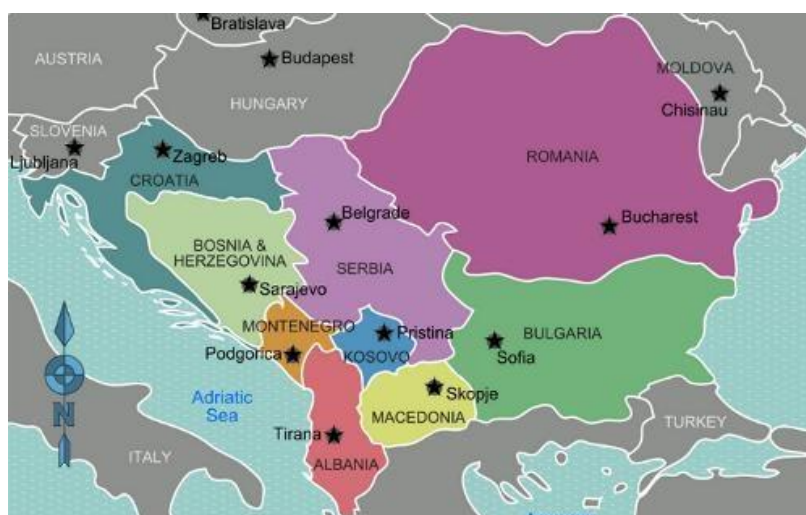 Bratislava
Budapest
AUSTRIA
HUNGARY
MOLDOVA
Chisinau
SLOVENIA
Ljubljana
Zagreb
CROATIA
ROMANIA
Belgrade
Bucharest
BOSNIA &
HERZEGOVINA
SERBIA
Sarajevo
MONTENEGRO
Pristina
BULGARIA
Podgorica
KOSOVO
Sofia
Adriatic
Sea
Skopje
MACEDONIA
N
TURKEY
Tirana
ITALY
ALBANIA